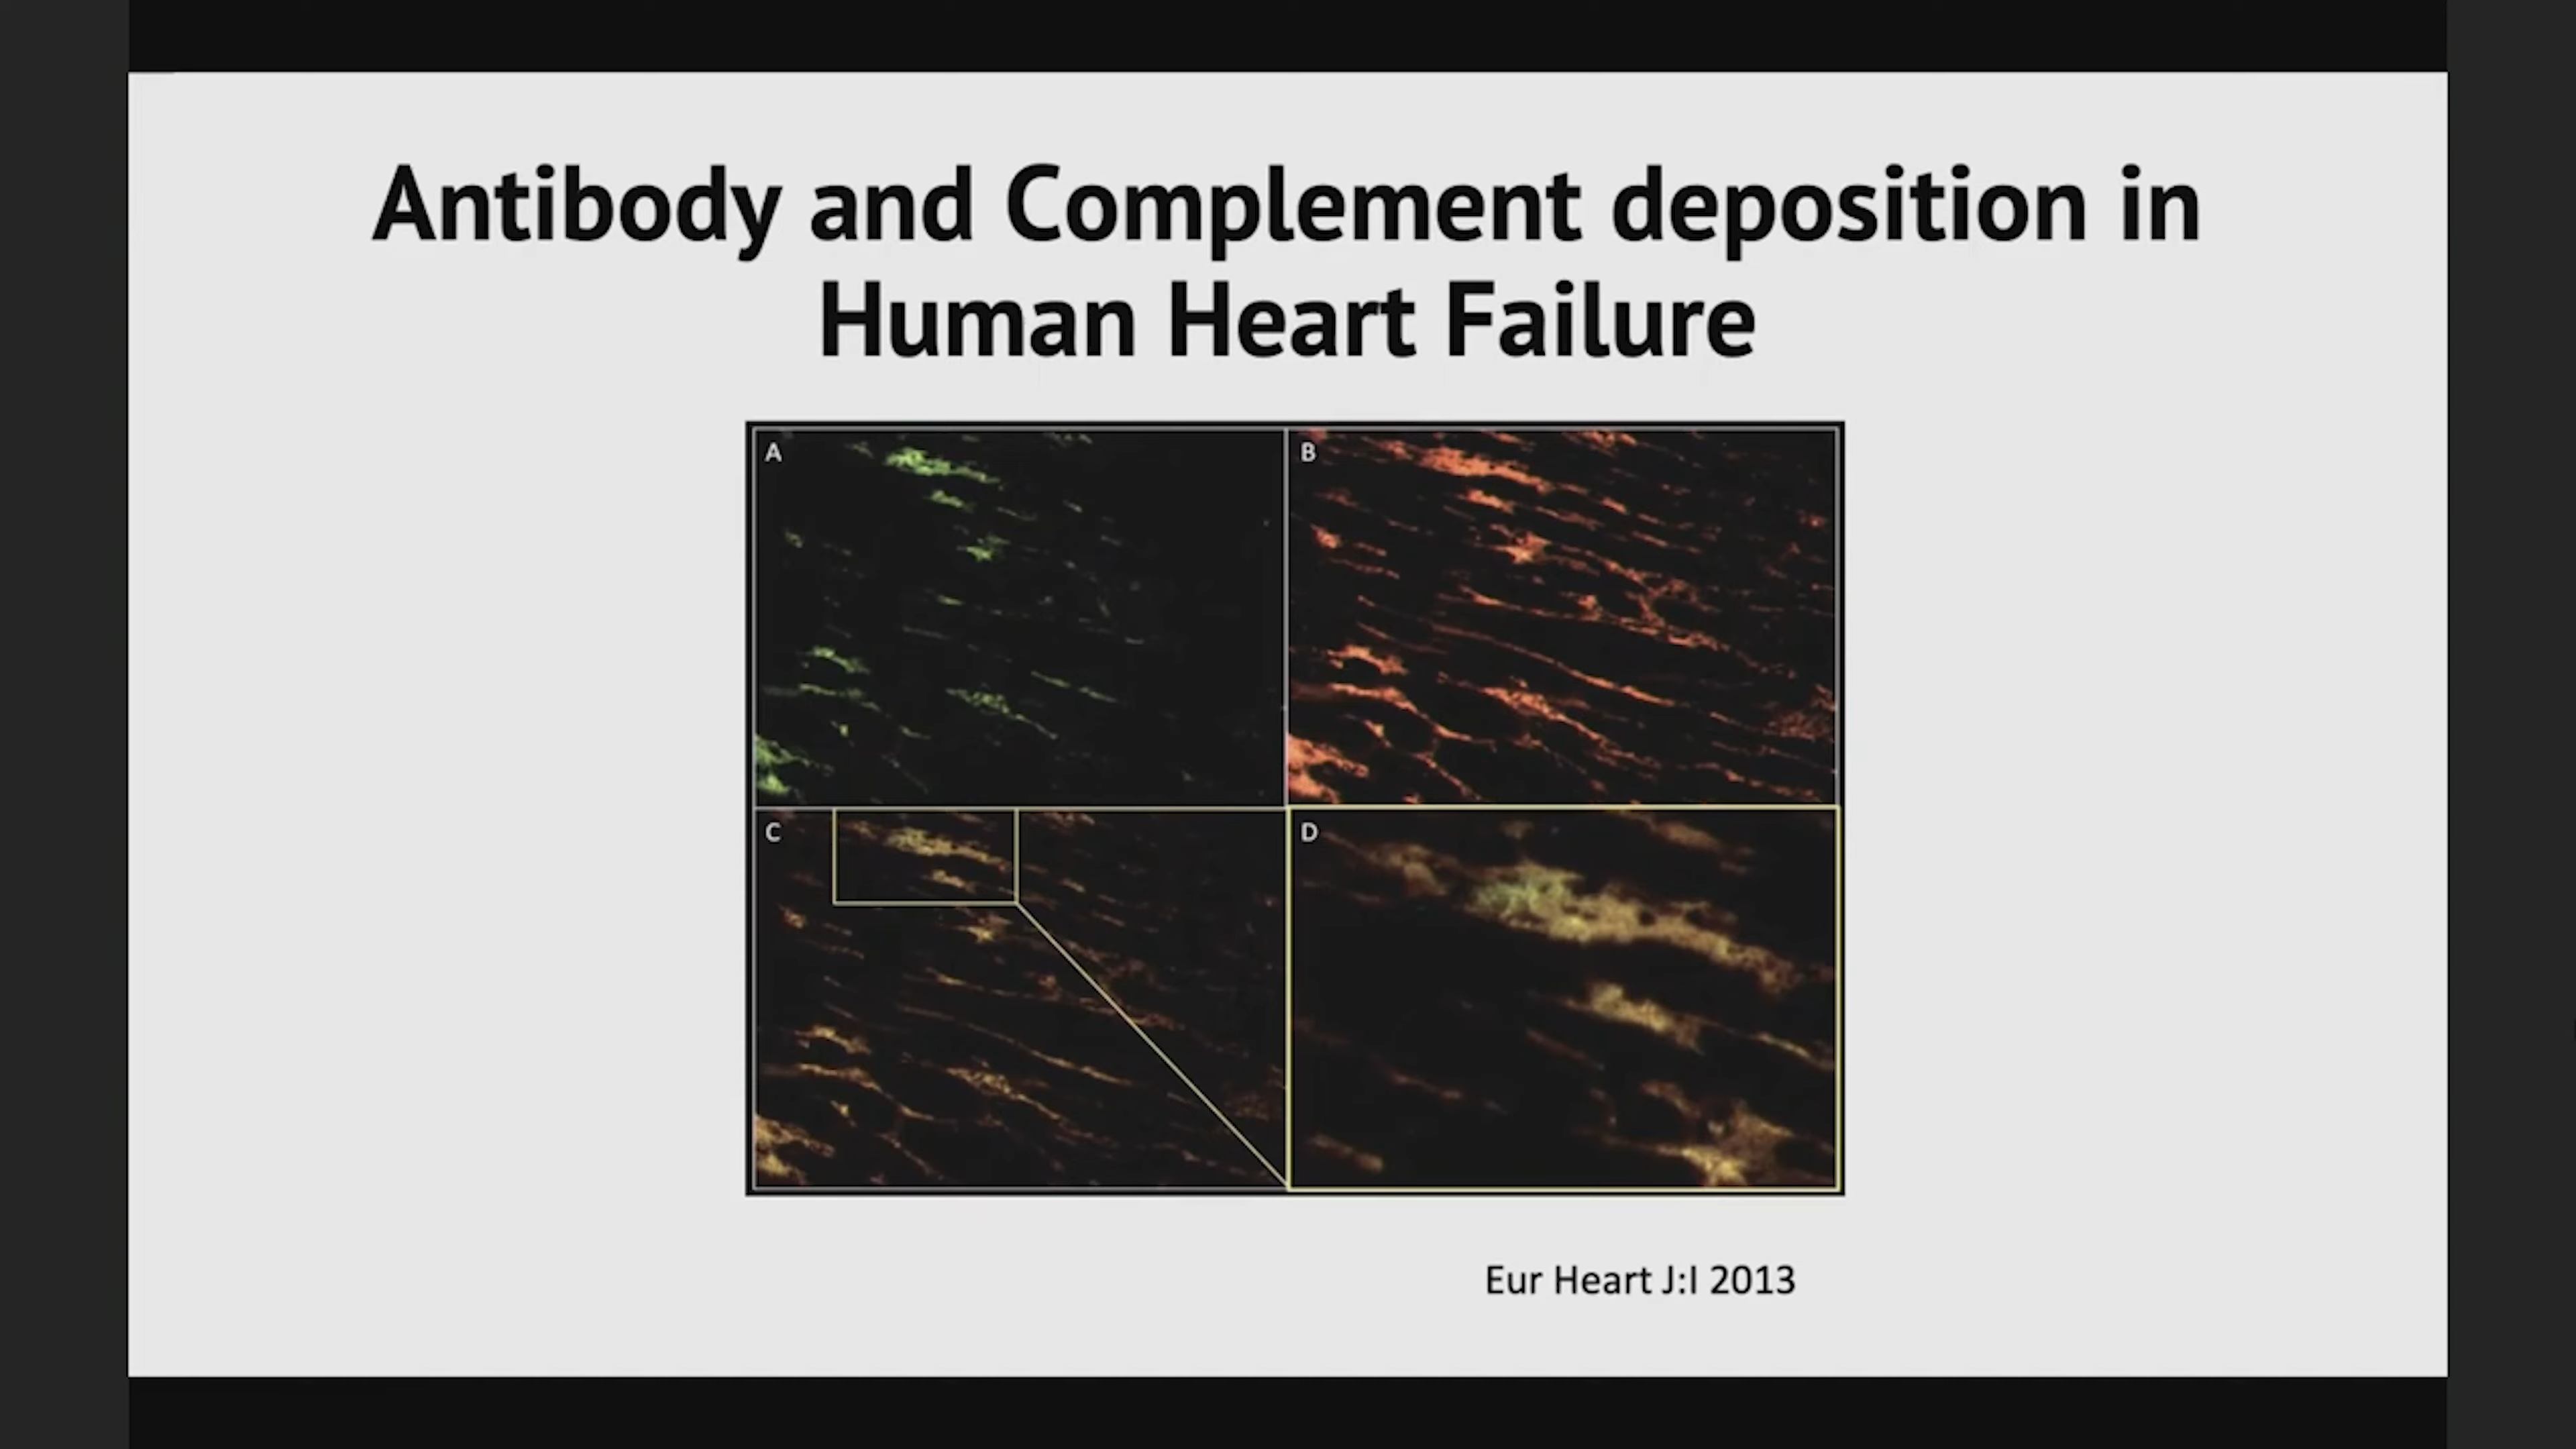 Antibody and Complement deposition in
Human Heart Failure
A
B
C
D
Eur Heart J:I 2013